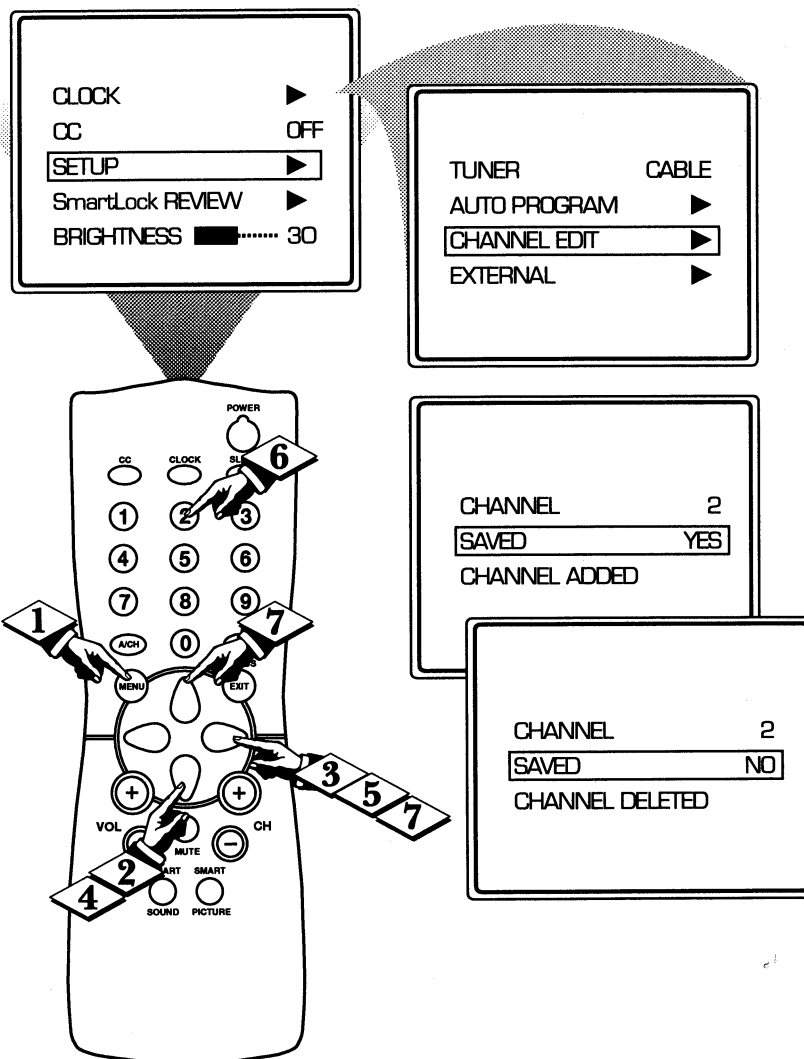 CLOCK
CC OFF
SETUP
SmartLock REVIEW
BRIGHTNESS 30
TUNER CABLE
AUTO PROGRAM
CHANNEL EDIT
EXTERNAL
CHANNEL 2
SAVED YES
CHANNEL ADDED
CHANNEL 2
SAVED NO
CHANNEL DELETED
POWER
CC CLOCK
6
1 2 3
4 5 6
7 8 9
1
7
A/CH 0
MENU EXIT
3
5
7
+ +
VOL CH
MUTE
−
2
4
SMART
SOUND PICTURE